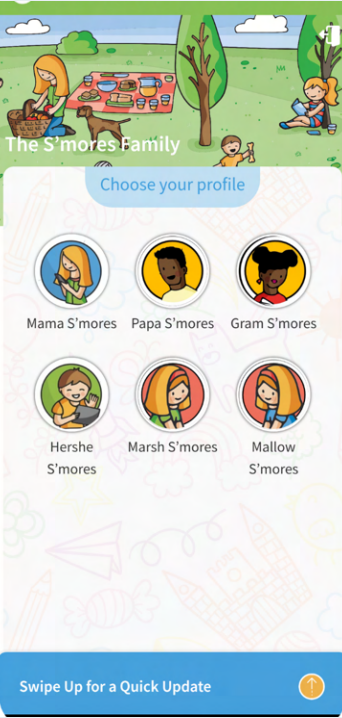 The S'mores Family
Choose your profile
Mama S'mores
Papa S'mores
Gram S'mores
Hershe
S'mores
Marsh S'mores
Mallow
S'mores
Swipe Up for a Quick Update